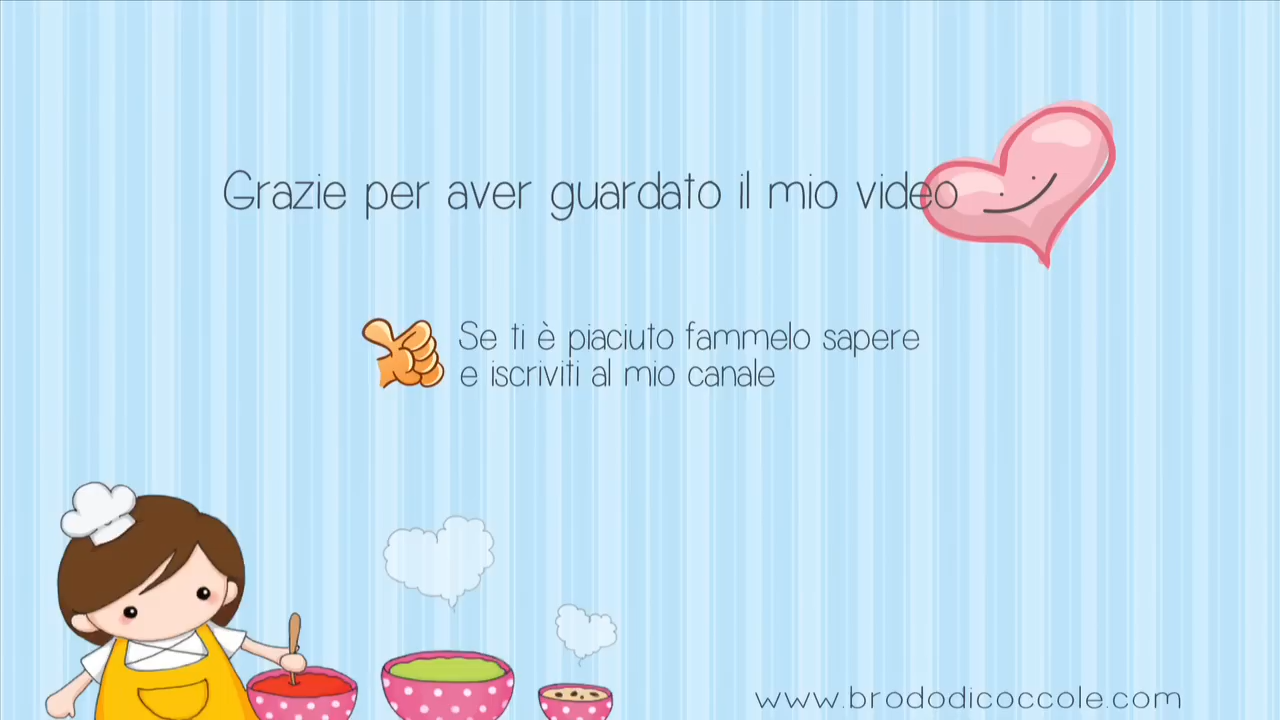 Grazie per aver guardato il mio video
Se ti è piaciuto fammelo sapere
e iscriviti al mio canale
www.brododicoccole.com